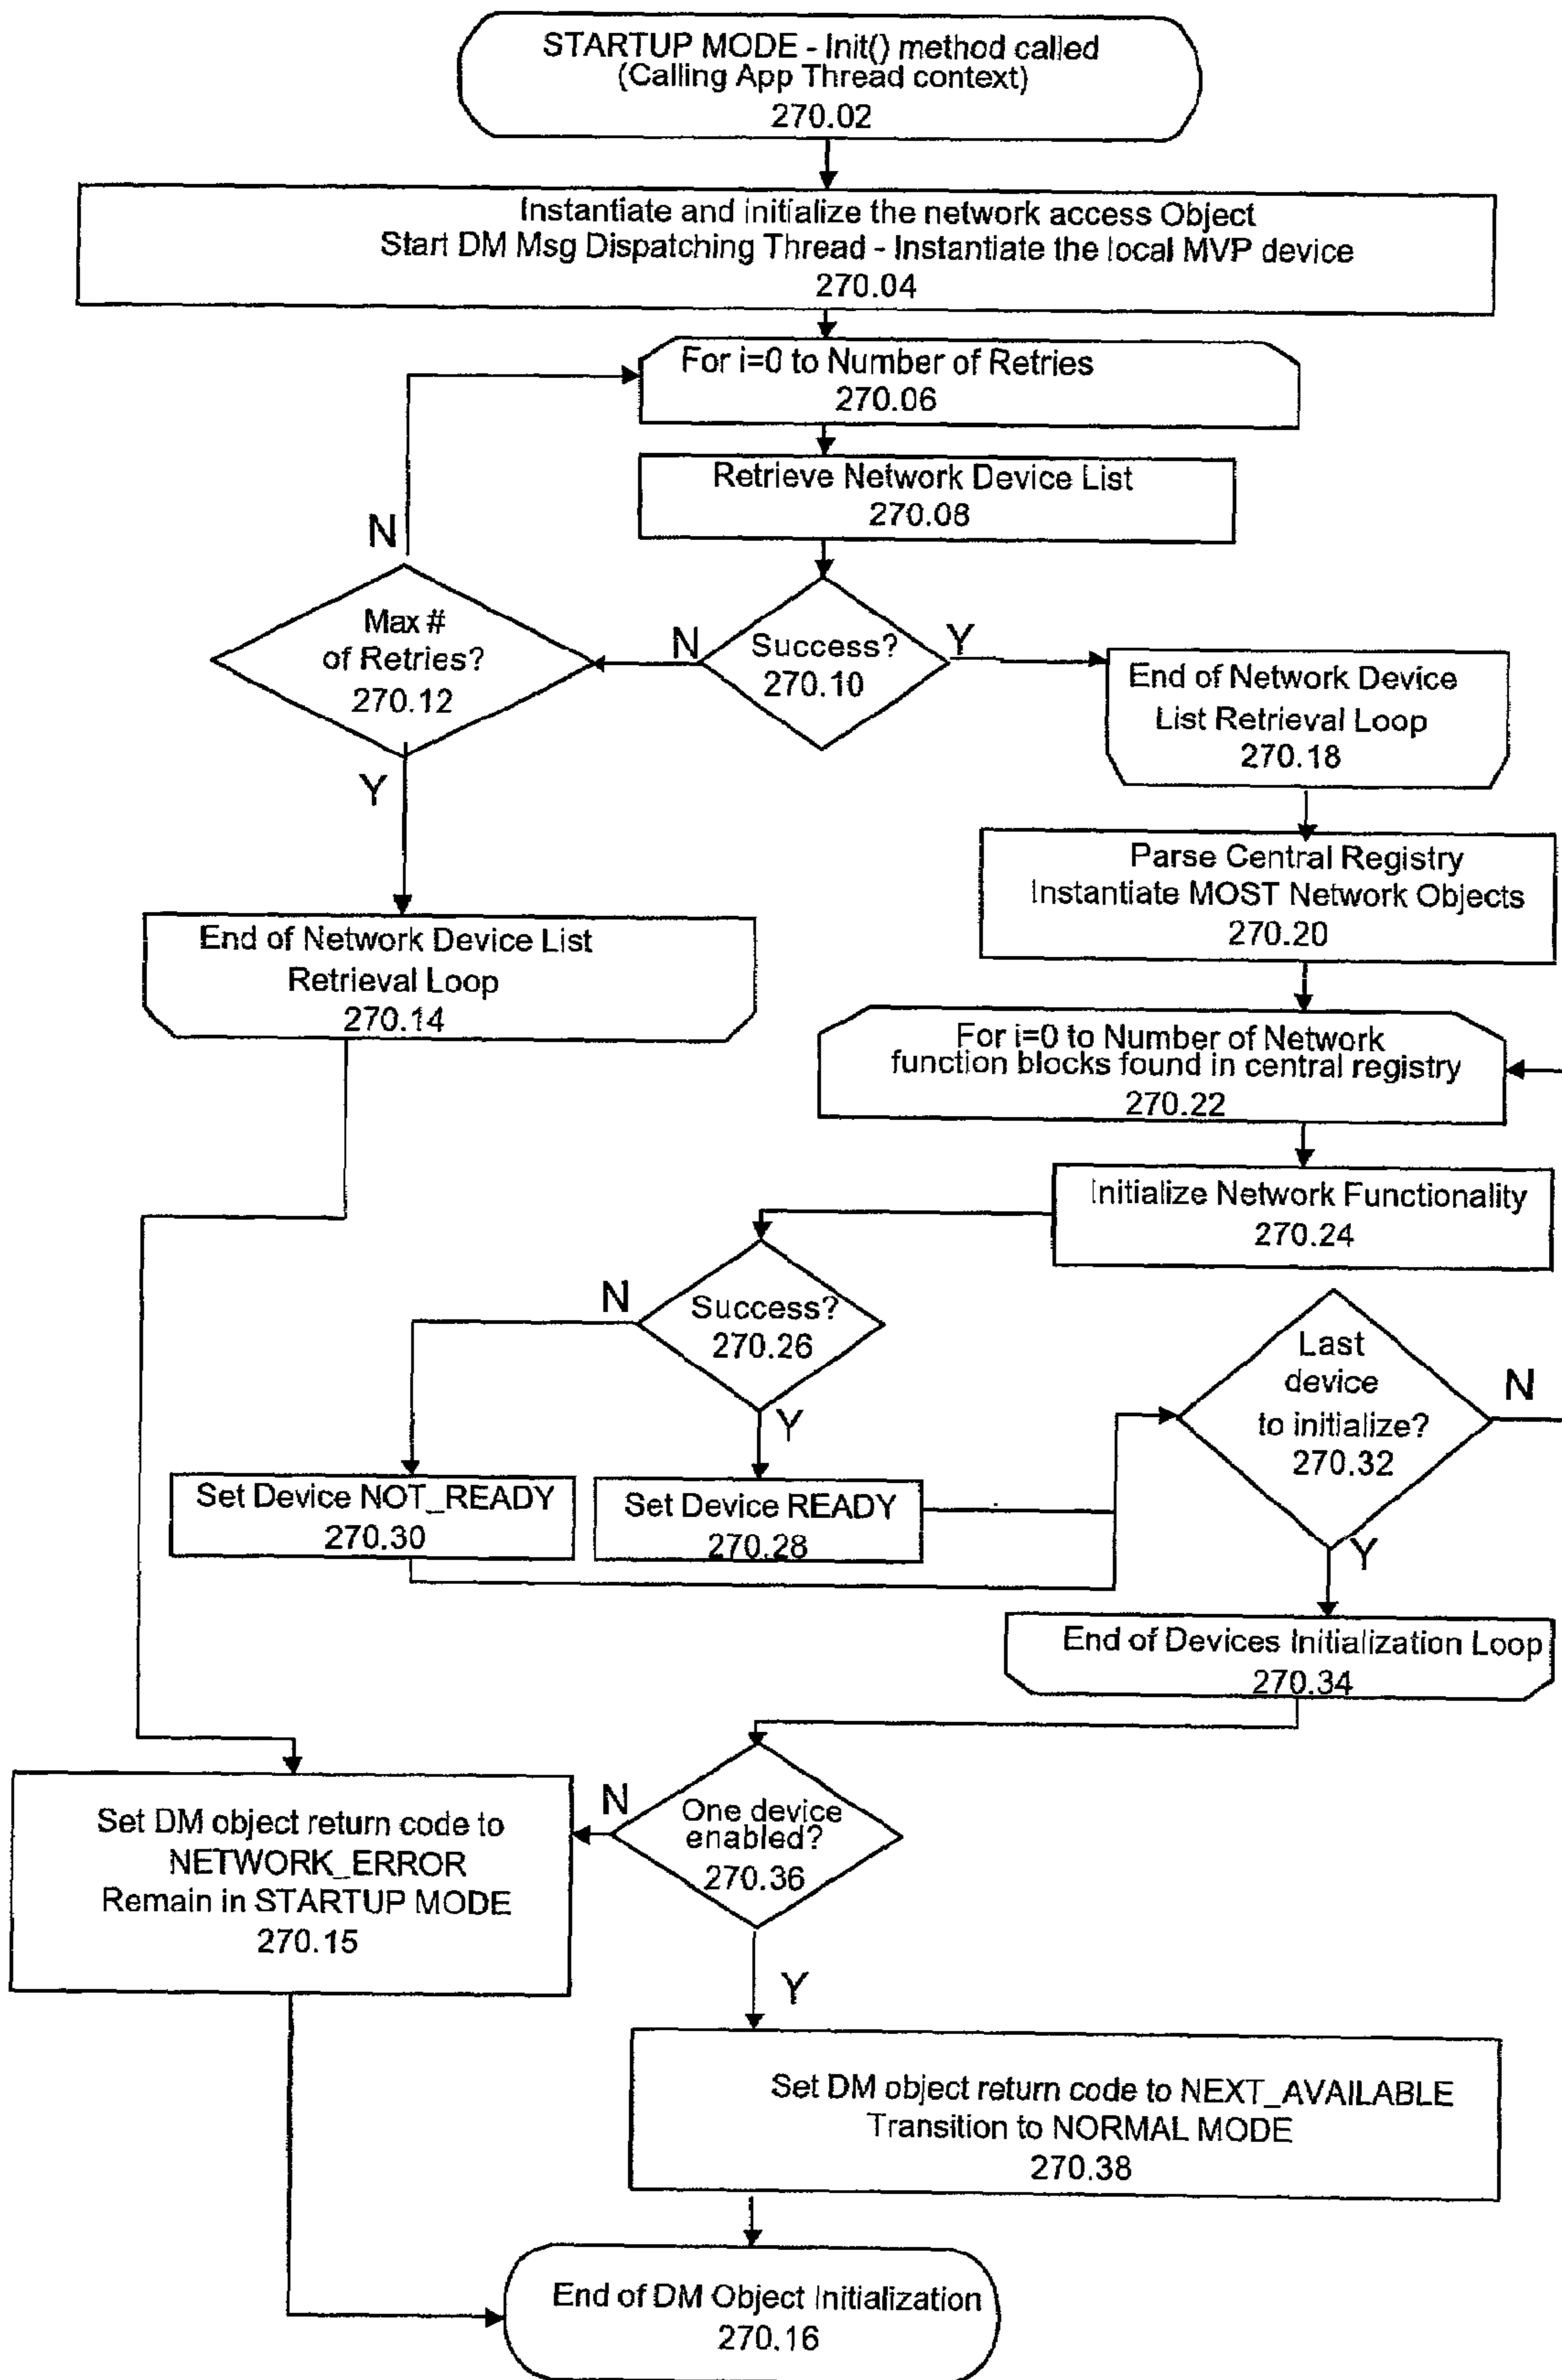 STARTUP MODE - Init() method called
(Calling App Thread context)
270.02
Instantiate and initialize the network access Object
Start DM Msg Dispatching Thread - Instantiate the local MVP device
270.04
For i=0 to Number of Retries
270.06
Retrieve Network Device List
270.08
N
Max #
of Retries?
270.12
N
Success?
270.10
Y
End of Network Device
List Retrieval Loop
270.18
Y
Parse Central Registry
Instantiate MOST Network Objects
270.20
End of Network Device List
Retrieval Loop
270.14
For i=0 to Number of Network
function blocks found in central registry
270.22
Initialize Network Functionality
270.24
N
Success?
270.26
Y
Last
device
to initialize?
270.32
N
Set Device NOT_READY
270.30
Set Device READY
270.28
Y
End of Devices Initialization Loop
270.34
Set DM object return code to
NETWORK_ERROR
Remain in STARTUP MODE
270.15
N
One device
enabled?
270.36
Y
Set DM object return code to NEXT_AVAILABLE
Transition to NORMAL MODE
270.38
End of DM Object Initialization
270.16